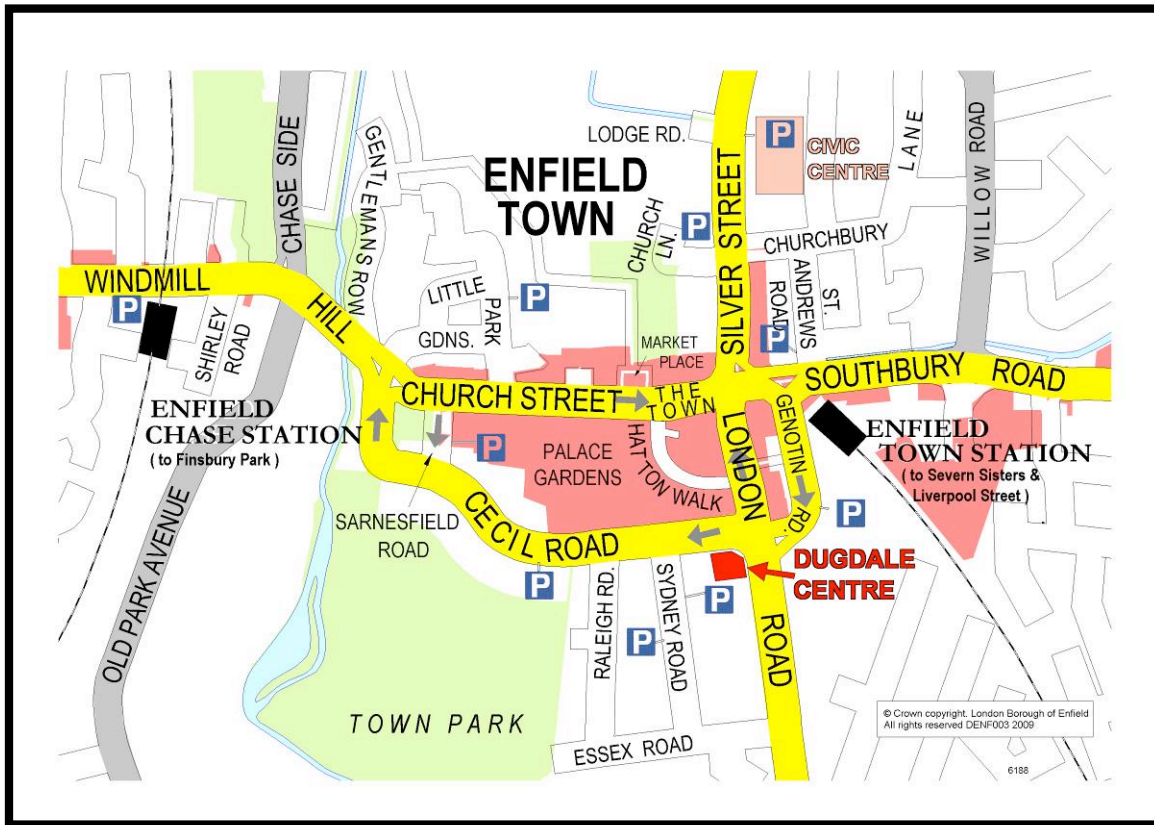 ENFIELD
TOWN
LODGE RD.
P
CIVIC
CENTRE
LANE
WILLOW ROAD
CHASE SIDE
GENTLEMANS ROW
CHURCH
LN.
P
SILVER STREET
CHURCHBURY
ST.
ANDREWS
ROAD
P
WINDMILL
HILL
P
SHIRLEY
ROAD
LITTLE
PARK
GDNS.
P
MARKET
PLACE
CHURCH STREET
THE
TOWN
SOUTHBURY ROAD
ENFIELD
CHASE STATION
( to Finsbury Park )
P
PALACE
GARDENS
HATTON WALK
LONDON
ROAD
GENOTIN
RD.
ENFIELD
TOWN STATION
( to Severn Sisters &
Liverpool Street )
P
SARNESFIELD
ROAD
CECIL ROAD
P
DUGDALE
CENTRE
P
OLD PARK AVENUE
RALEIGH RD.
SYDNEY ROAD
P
TOWN PARK
ESSEX ROAD
© Crown copyright. London Borough of Enfield
All rights reserved DENF003 2009
6188